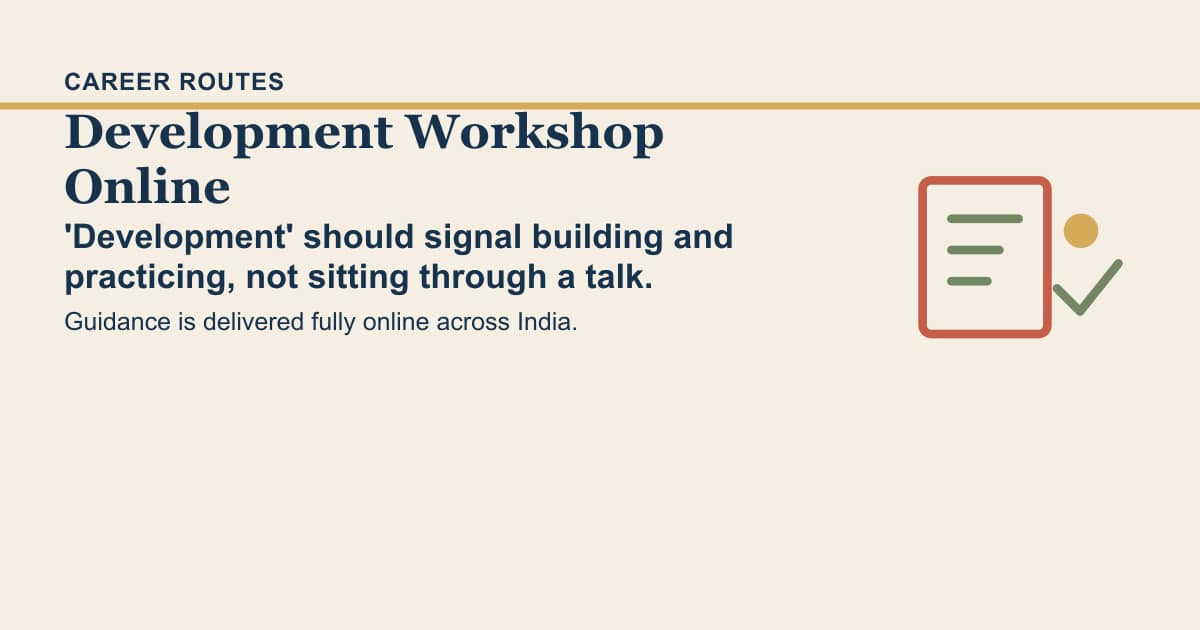 CAREER ROUTES
Development Workshop
Online
'Development' should signal building and
practicing, not sitting through a talk.
Guidance is delivered fully online across India.